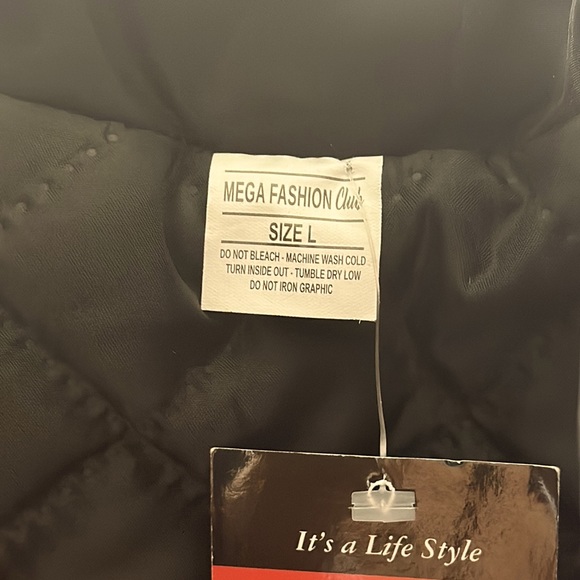 MEGA FASHION Club
SIZE L
DO NOT BLEACH - MACHINE WASH COLD
TURN INSIDE OUT - TUMBLE DRY LOW
DO NOT IRON GRAPHIC
It's a Life Style